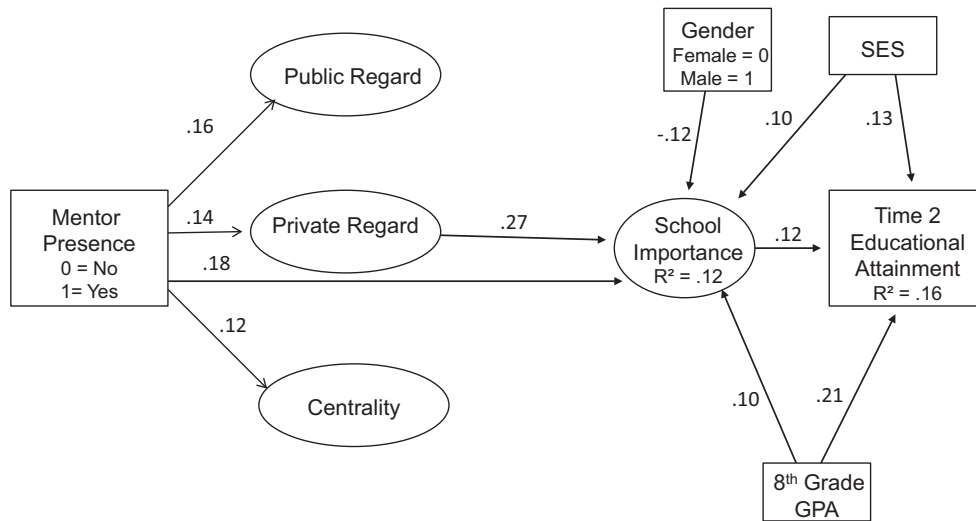 Gender
Female = 0
Male = 1
SES
Public Regard
.16
-.12
.10
.13
Mentor
Presence
0 = No
1= Yes
.14
Private Regard
.27
.18
School
Importance
R² = .12
.12
Time 2
Educational
Attainment
R² = .16
.12
Centrality
.10
.21
8th Grade
GPA